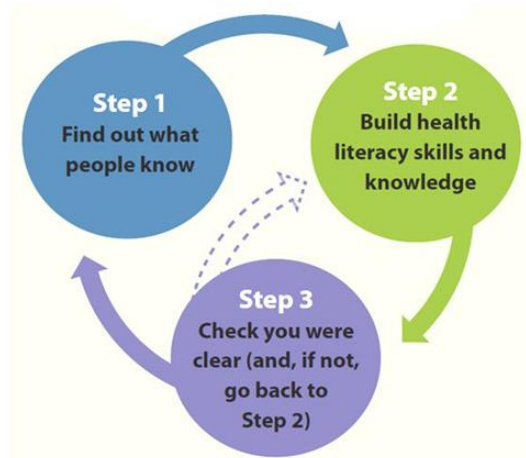 Step 1
Find out what
people know
Step 2
Build health
literacy skills and
knowledge
Step 3
Check you were
clear (and, if not,
go back to
Step 2)